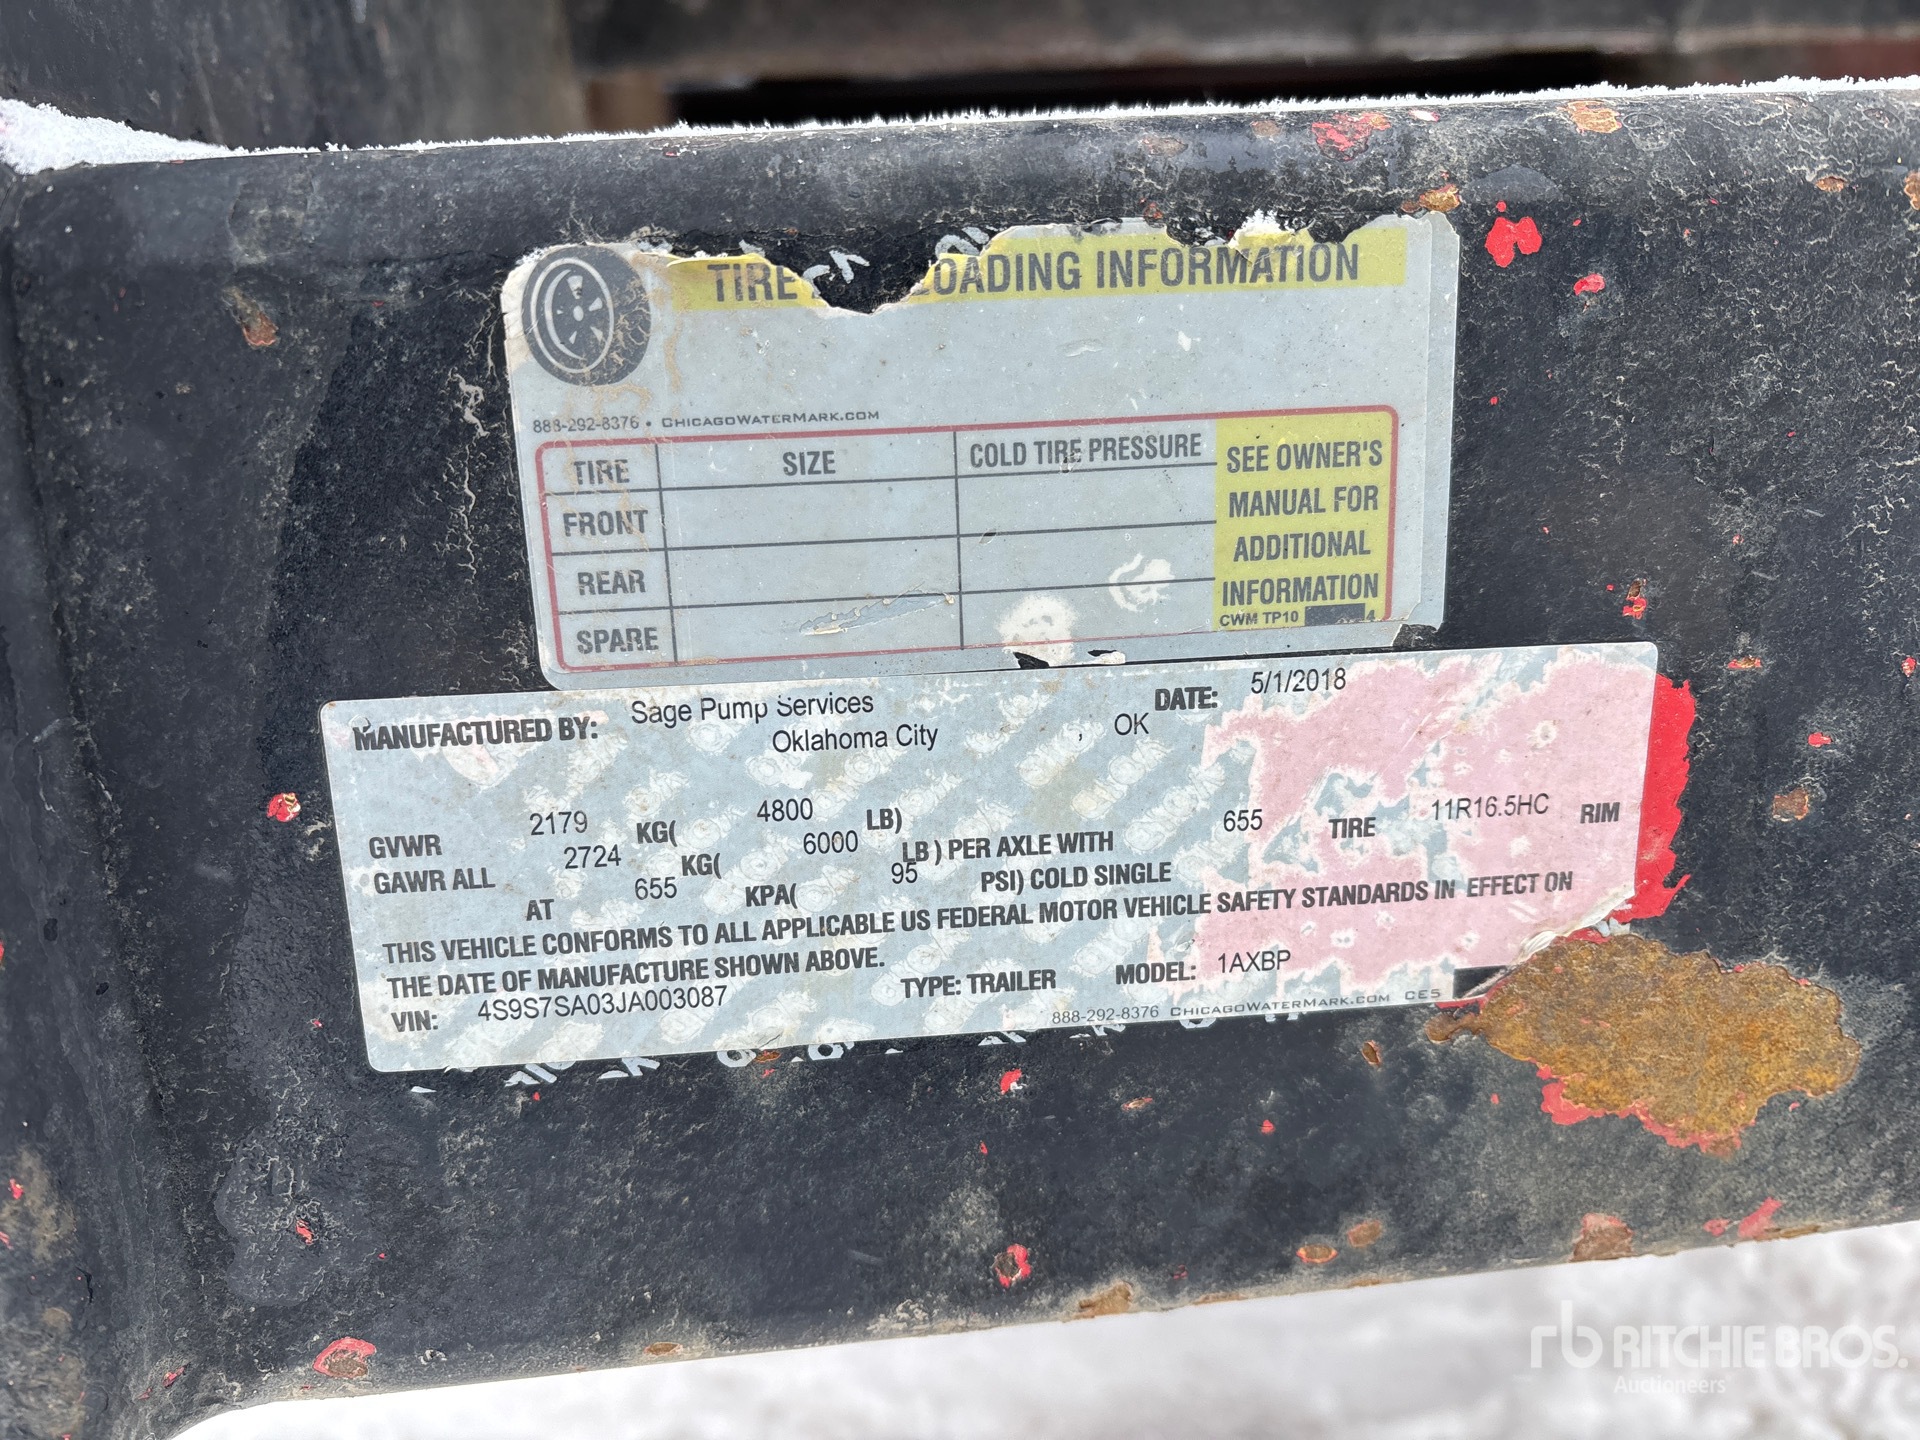 TIRE LOADING INFORMATION
888-292-8376 • CHICAGOWATERMARK.COM
TIRE SIZE COLD TIRE PRESSURE
FRONT
REAR
SPARE
SEE OWNER'S
MANUAL FOR
ADDITIONAL
INFORMATION
CWM TP10 4
MANUFACTURED BY: Sage Pump Services DATE: 5/1/2018
Oklahoma City , OK
GVWR 2179 KG( 4800 LB)
GAWR ALL 2724 KG( 6000 LB ) PER AXLE WITH 655 TIRE 11R16.5HC RIM
AT 655 KPA( 95 PSI) COLD SINGLE
THIS VEHICLE CONFORMS TO ALL APPLICABLE US FEDERAL MOTOR VEHICLE SAFETY STANDARDS IN EFFECT ON
THE DATE OF MANUFACTURE SHOWN ABOVE.
VIN: 4S9S7SA03JA003087 TYPE: TRAILER MODEL: 1AXBP
888-292-8376 CHICAGOWATERMARK.COM CE5
rb RITCHIE BROS.
Auctioneers